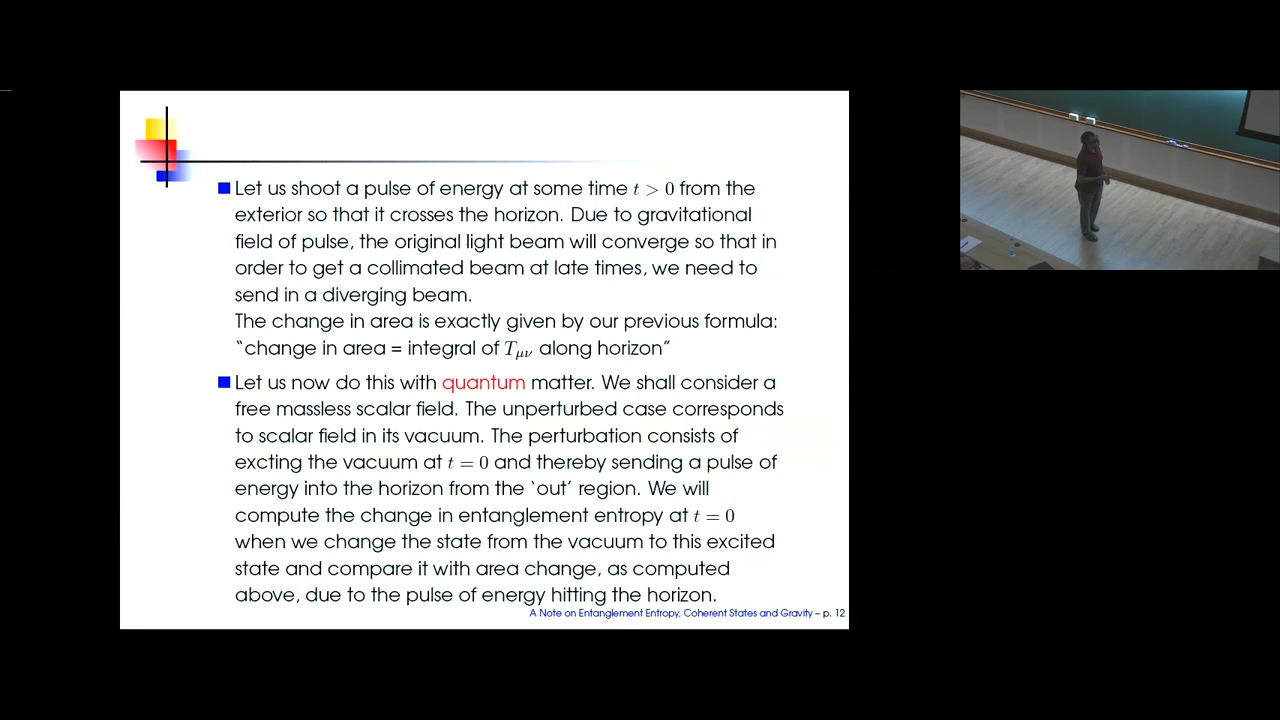 Let us shoot a pulse of energy at some time t > 0 from the
exterior so that it crosses the horizon. Due to gravitational
field of pulse, the original light beam will converge so that in
order to get a collimated beam at late times, we need to
send in a diverging beam.
The change in area is exactly given by our previous formula:
“change in area = integral of Tμν along horizon”
Let us now do this with quantum matter. We shall consider a
free massless scalar field. The unperturbed case corresponds
to scalar field in its vacuum. The perturbation consists of
excting the vacuum at t = 0 and thereby sending a pulse of
energy into the horizon from the ‘out’ region. We will
compute the change in entanglement entropy at t = 0
when we change the state from the vacuum to this excited
state and compare it with area change, as computed
above, due to the pulse of energy hitting the horizon.
A Note on Entanglement Entropy, Coherent States and Gravity – p. 12